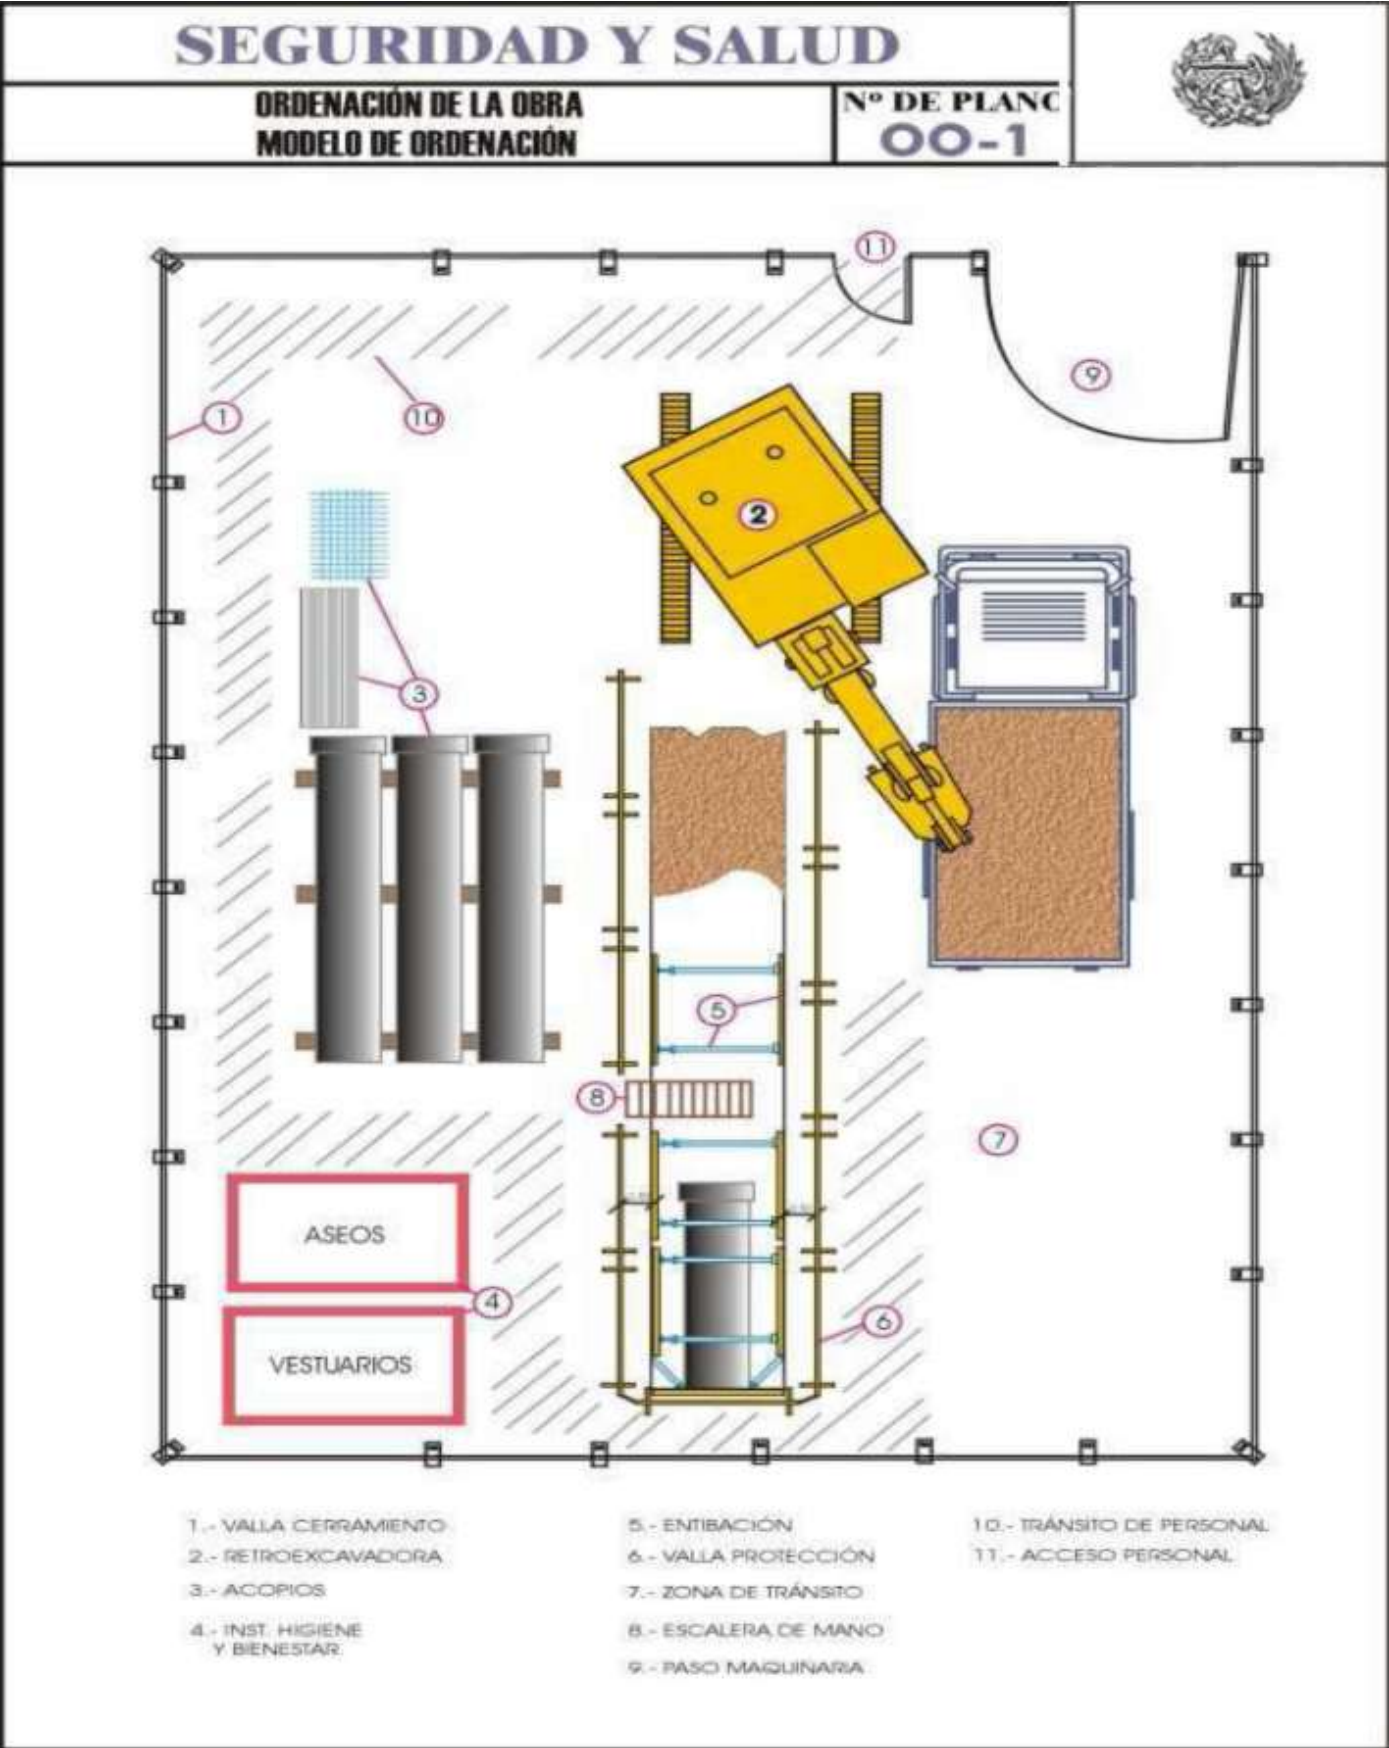 SEGURIDAD Y SALUD
ORDENACIÓN DE LA OBRA
MODELO DE ORDENACIÓN
Nº DE PLANO
OO-1
11
9
1
10
2
3
5
8
7
ASEOS
4
6
VESTUARIOS
1.- VALLA CERRAMIENTO
2.- RETROEXCAVADORA
3.- ACOPIOS
4.- INST. HIGIENE
Y BIENESTAR
5.- ENTIBACIÓN
6.- VALLA PROTECCIÓN
7.- ZONA DE TRÁNSITO
8.- ESCALERA DE MANO
9.- PASO MAQUINARIA
10.- TRÁNSITO DE PERSONAL
11.- ACCESO PERSONAL